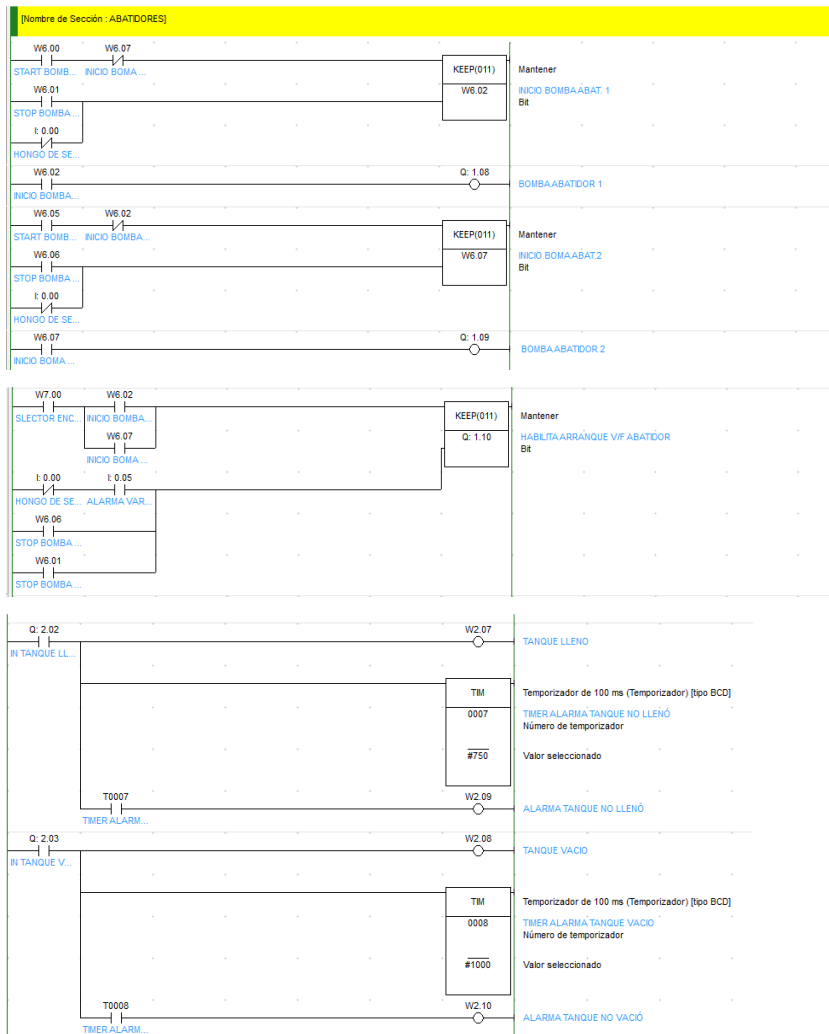 [Nombre de Sección : ABATIDORES]
W6.00 W6.07
START BOMB... INICIO BOMA ...
KEEP(011) Mantener
W6.01 W6.02 INICIO BOMBA ABAT. 1
Bit
STOP BOMBA ...
I: 0.00
HONGO DE SE...
W6.02 Q: 1.08
BOMBA ABATIDOR 1
INICIO BOMBA...
W6.05 W6.02
START BOMB... INICIO BOMBA...
KEEP(011) Mantener
W6.06 W6.07 INICIO BOMA ABAT.2
Bit
STOP BOMBA ...
I: 0.00
HONGO DE SE...
W6.07 Q: 1.09
BOMBA ABATIDOR 2
INICIO BOMA ...
W7.00 W6.02
SLECTOR ENC... INICIO BOMBA...
KEEP(011) Mantener
W6.07 Q: 1.10 HABILITA ARRANQUE V/F ABATIDOR
Bit
INICIO BOMA ...
I: 0.00 I: 0.05
HONGO DE SE... ALARMA VAR...
W6.06
STOP BOMBA ...
W6.01
STOP BOMBA ...
Q: 2.02 W2.07
TANQUE LLENO
IN TANQUE LL...
TIM Temporizador de 100 ms (Temporizador) [tipo BCD]
0007 TIMER ALARMA TANQUE NO LLENÓ
Número de temporizador
#750 Valor seleccionado
T0007 W2.09
ALARMA TANQUE NO LLENÓ
TIMER ALARM...
Q: 2.03 W2.08
TANQUE VACIO
IN TANQUE V...
TIM Temporizador de 100 ms (Temporizador) [tipo BCD]
0008 TIMER ALARMA TANQUE VACIO
Número de temporizador
#1000 Valor seleccionado
T0008 W2.10
ALARMA TANQUE NO VACIÓ
TIMER ALARM...